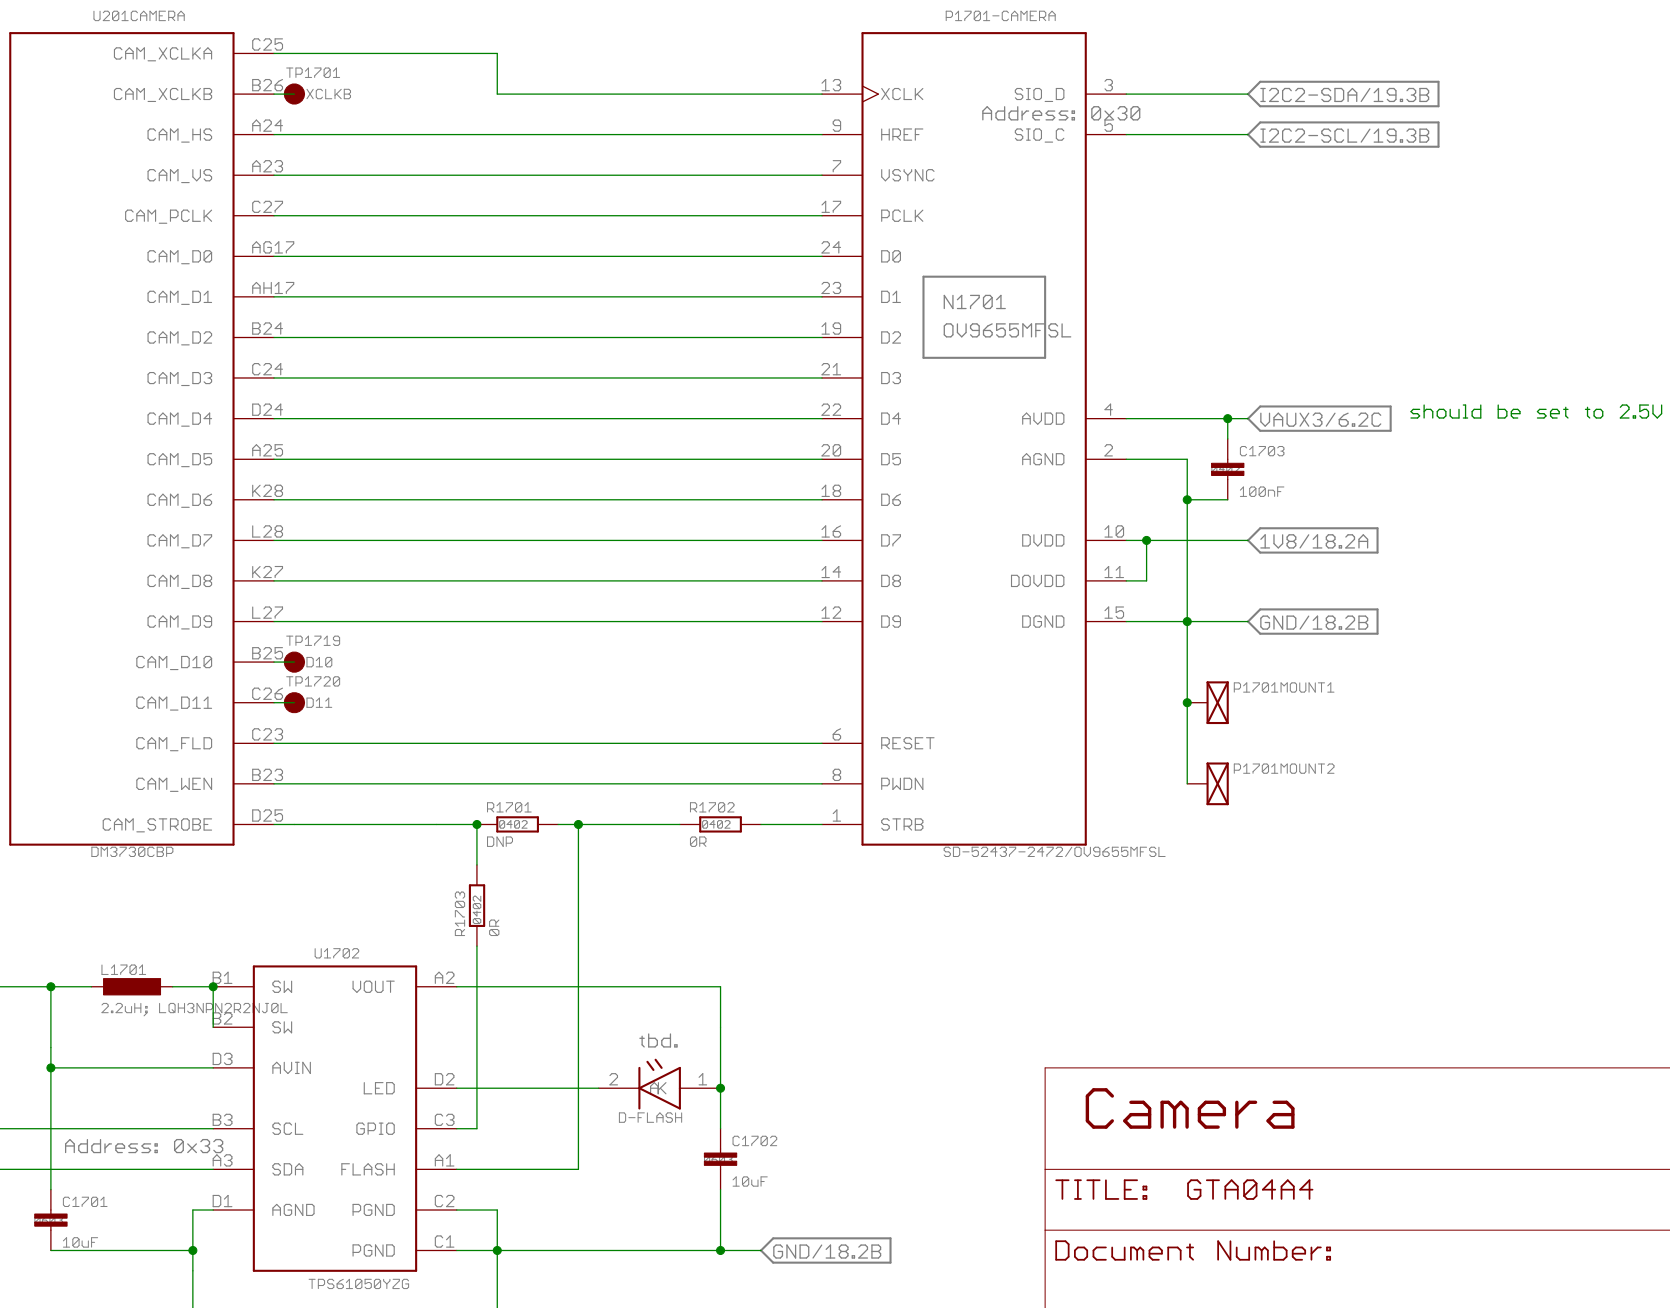 U201CAMERA
P1701-CAMERA
CAM_XCLKA C25
CAM_XCLKB B26 TP1701 XCLKB
13 XCLK
SIO_D 3 I2C2-SDA/19.3B
Address: 0x30
CAM_HS A24 9 HREF
SIO_C 5 I2C2-SCL/19.3B
CAM_VS A23 7 VSYNC
CAM_PCLK C27 17 PCLK
CAM_D0 AG17 24 D0
CAM_D1 AH17 23 D1
N1701
OV9655MFSL
CAM_D2 B24 19 D2
CAM_D3 C24 21 D3
CAM_D4 D24 22 D4
AVDD 4 VAUX3/6.2C should be set to 2.5V
CAM_D5 A25 20 D5
AGND 2 C1703
100nF
CAM_D6 K28 18 D6
CAM_D7 L28 16 D7
DVDD 10 1V8/18.2A
CAM_D8 K27 14 D8
DOVDD 11
CAM_D9 L27 12 D9
DGND 15 GND/18.2B
CAM_D10 B25 TP1719 D10
CAM_D11 C26 TP1720 D11
P1701MOUNT1
CAM_FLD C23 6 RESET
CAM_WEN B23 8 PWDN
P1701MOUNT2
CAM_STROBE D25 R1701 0402 DNP R1702 0402 0R 1 STRB
DM3730CBP
SD-52437-2472/OV9655MFSL
R1703 0402 0R
U1702
L1701
2.2uH; LQH3NPN2R2NJ0L
B1 SW VOUT A2
B2 SW
D3 AVIN
tbd.
LED D2 2 AK 1
D-FLASH
B3 SCL GPIO C3
Address: 0x33
A3 SDA FLASH A1
C1702
10uF
C1701
10uF
D1 AGND PGND C2
PGND C1 GND/18.2B
TPS61050YZG
Camera
TITLE: GTA04A4
Document Number: